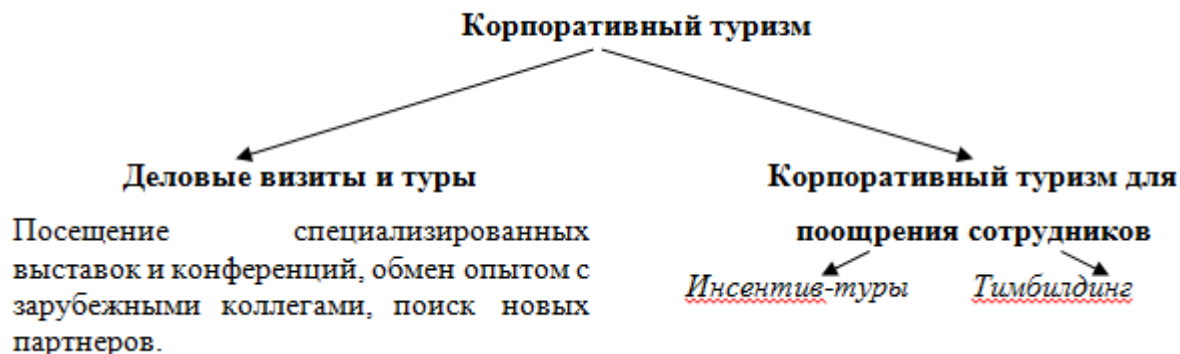 Корпоративный туризм
Деловые визиты и туры
Посещение специализированных
выставок и конференций, обмен опытом с
зарубежными коллегами, поиск новых
партнеров.
Корпоративный туризм для
поощрения сотрудников
Инсентив-туры
Тимбилдинг